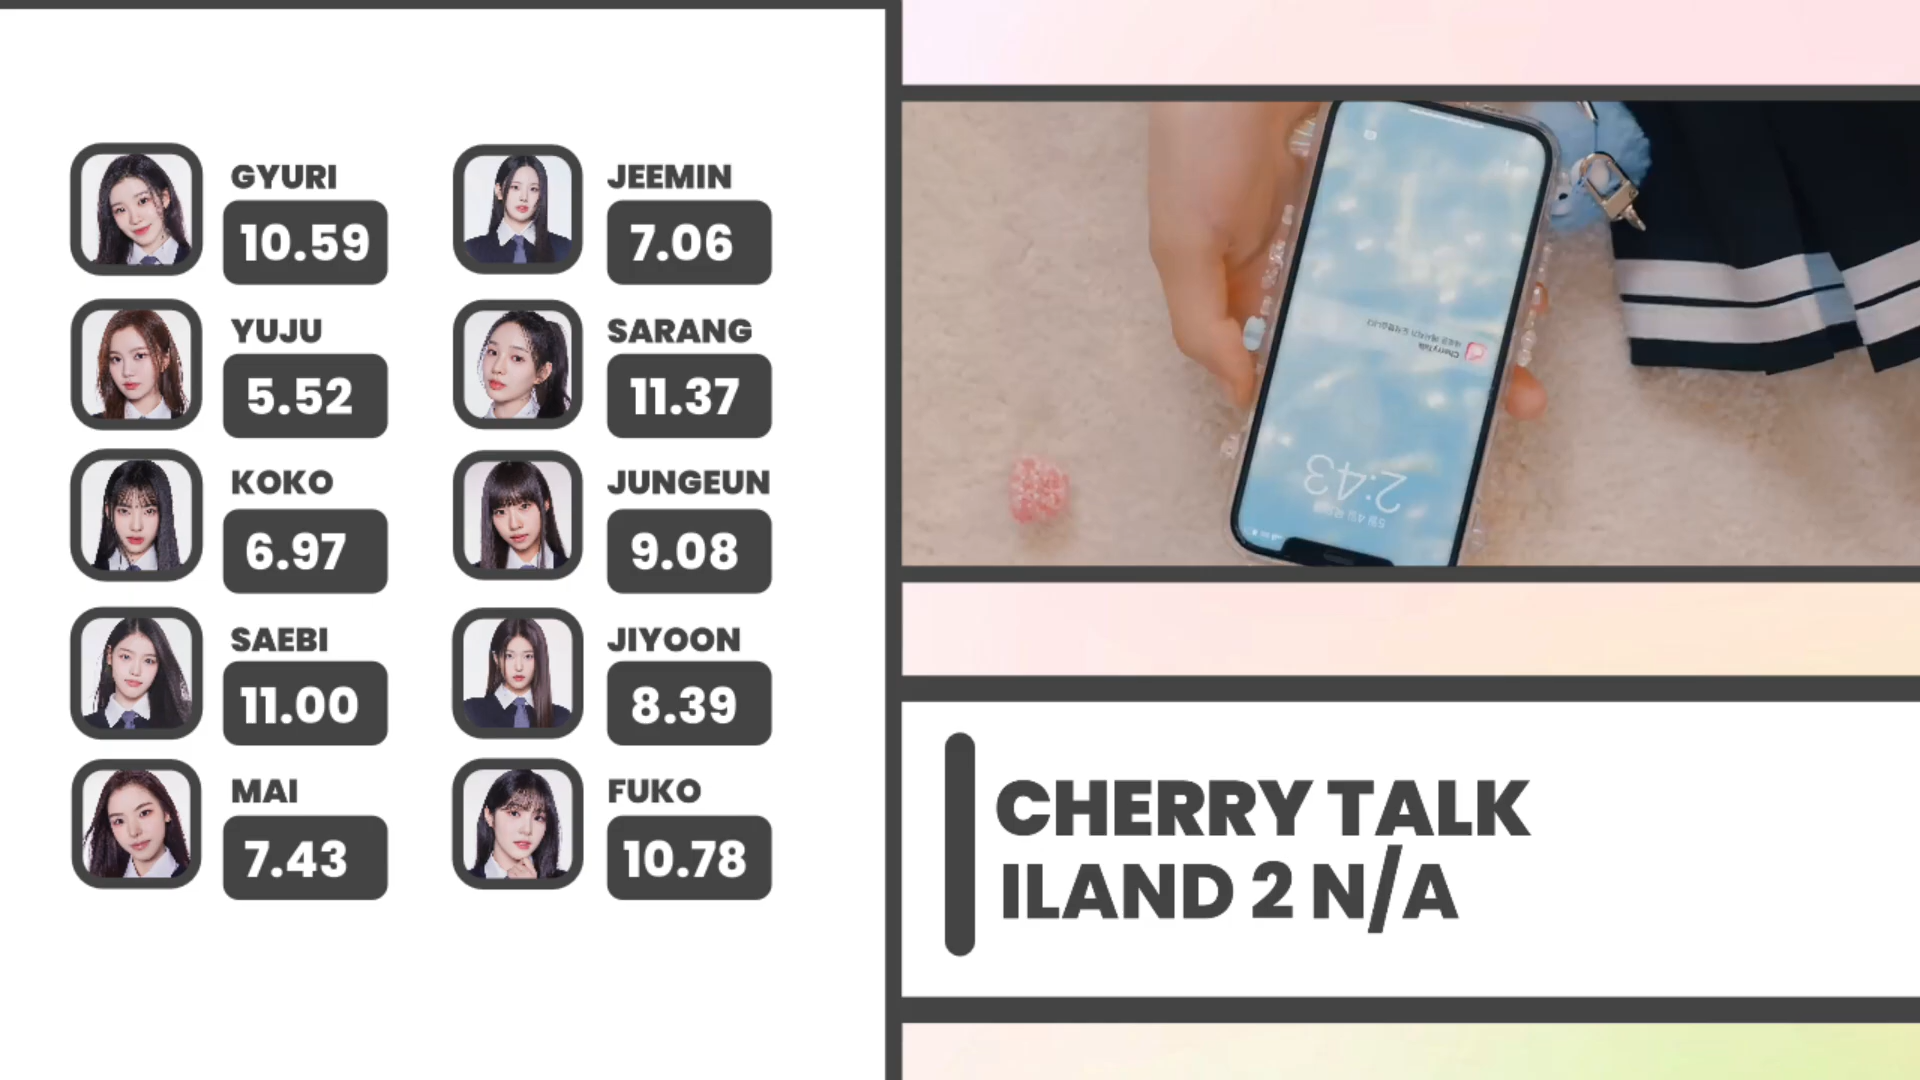 GYURI
10.59
JEEMIN
7.06
YUJU
5.52
SARANG
11.37
KOKO
6.97
JUNGEUN
9.08
SAEBI
11.00
JIYOON
8.39
MAI
7.43
FUKO
10.78
CherryTalk
2:43
CHERRY TALK
ILAND 2 N/A